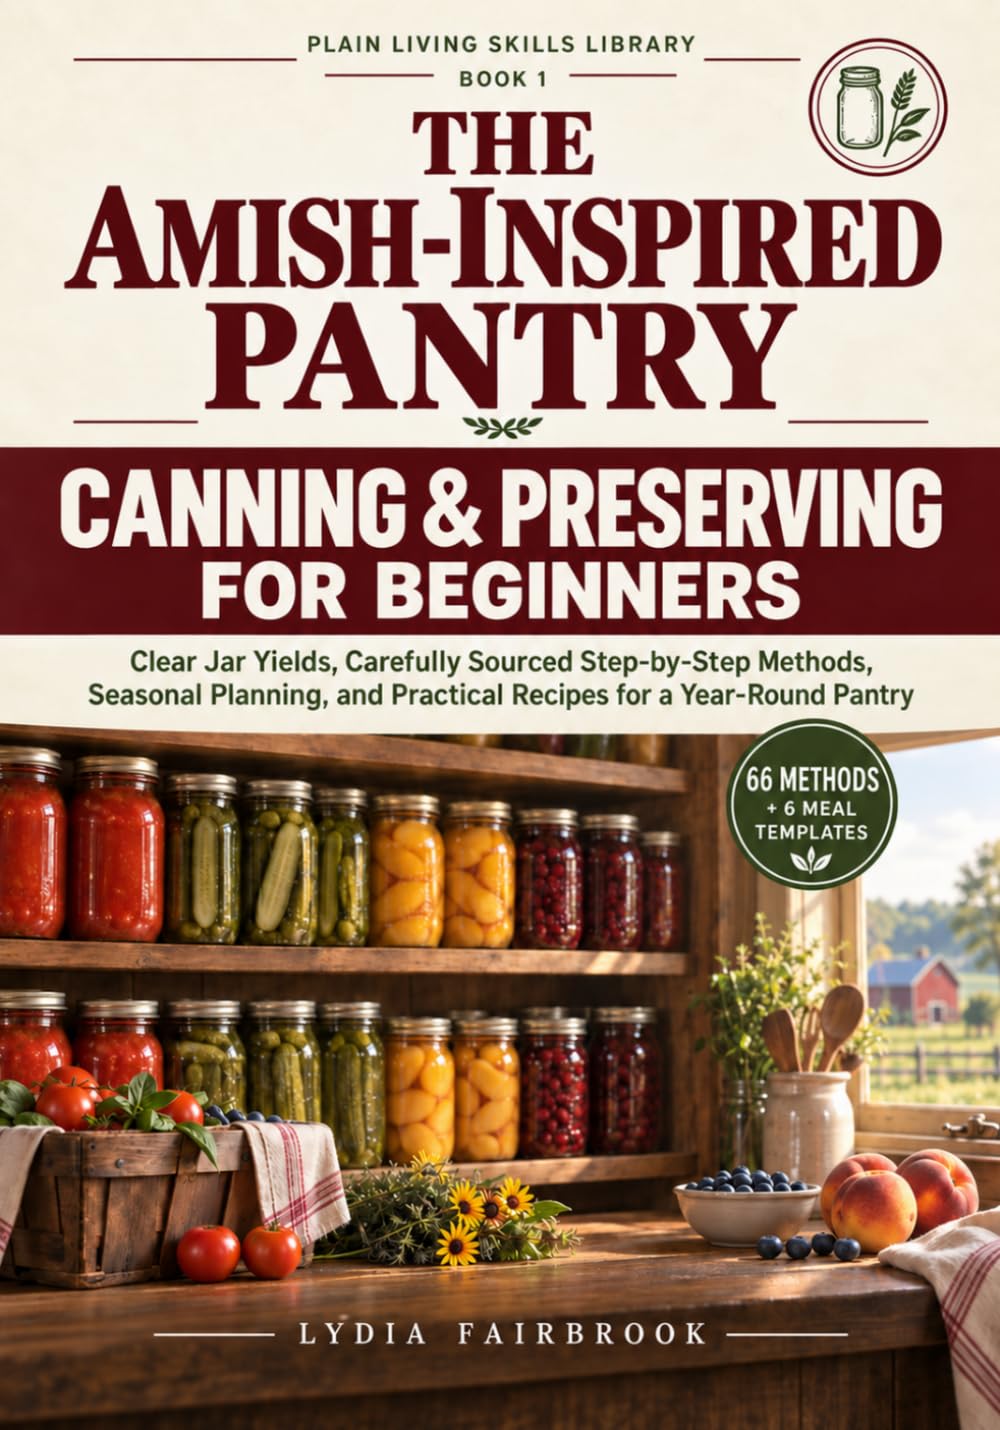 PLAIN LIVING SKILLS LIBRARY
BOOK 1
THE
AMISH-INSPIRED
PANTRY
CANNING & PRESERVING
FOR BEGINNERS
Clear Jar Yields, Carefully Sourced Step-by-Step Methods,
Seasonal Planning, and Practical Recipes for a Year-Round Pantry
66 METHODS
+ 6 MEAL
TEMPLATES
LYDIA FAIRBROOK